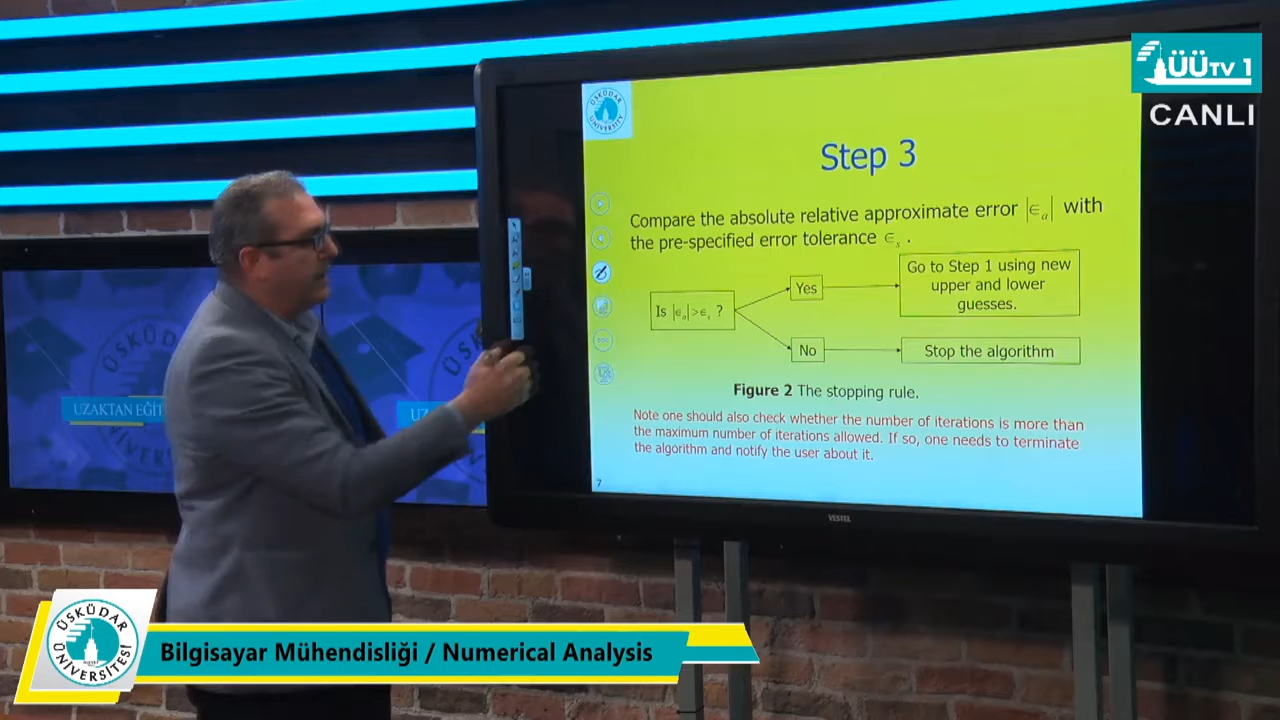 ÜÜTV 1
CANLI
ÜSKÜDAR
UNIVERSITY
Step 3
Compare the absolute relative approximate error |∈a| with
the pre-specified error tolerance ∈s .
Is |∈a|>∈s ?
Yes
Go to Step 1 using new
upper and lower
guesses.
No
Stop the algorithm
Figure 2 The stopping rule.
Note one should also check whether the number of iterations is more than
the maximum number of iterations allowed. If so, one needs to terminate
the algorithm and notify the user about it.
7
VESTEL
UZAKTAN EĞİT
UZ
ÜSKÜDAR
ÜNİVERSİTESİ
Bilgisayar Mühendisliği / Numerical Analysis